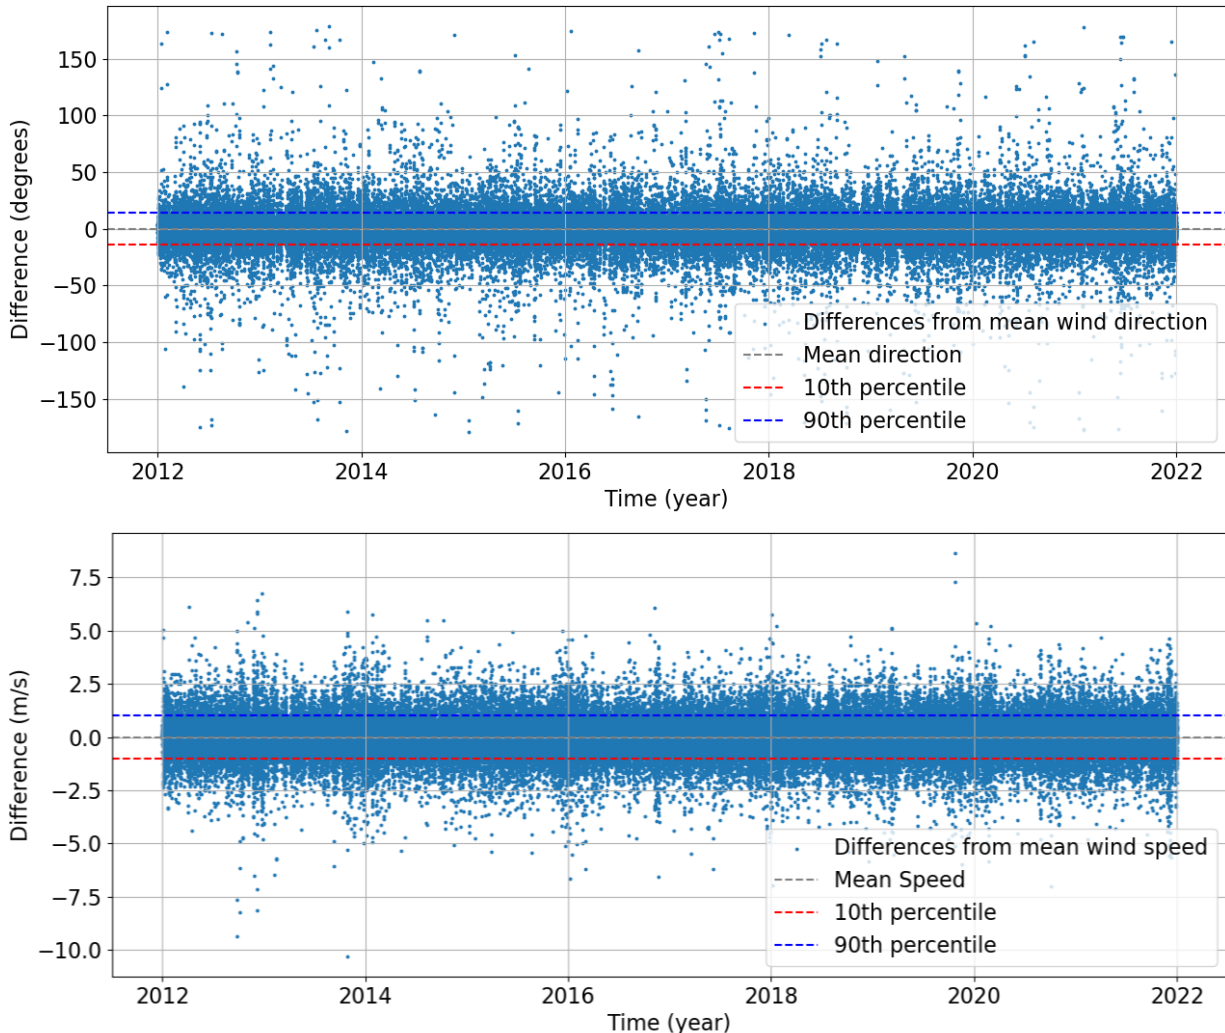 150
100
50
0
−50
−100
−150
Difference (degrees)
Differences from mean wind direction
Mean direction
10th percentile
90th percentile
2012 2014 2016 2018 2020 2022
Time (year)
7.5
5.0
2.5
0.0
−2.5
−5.0
−7.5
−10.0
Difference (m/s)
Differences from mean wind speed
Mean Speed
10th percentile
90th percentile
2012 2014 2016 2018 2020 2022
Time (year)